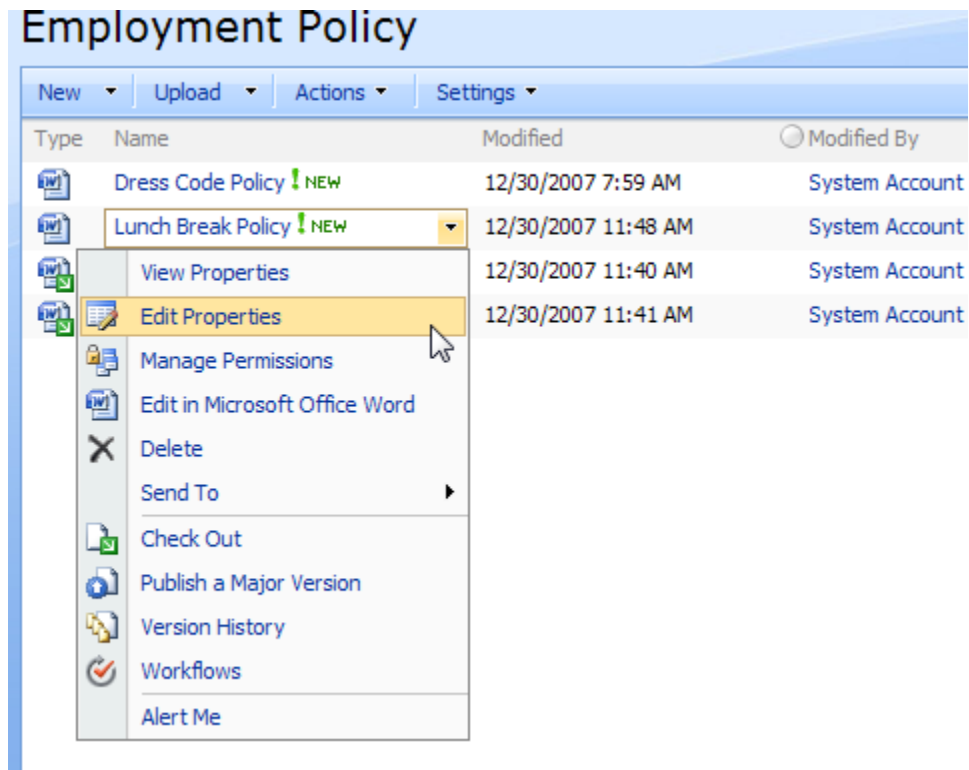 Employment Policy
New Upload Actions Settings
Type Name Modified Modified By
Dress Code Policy ! NEW 12/30/2007 7:59 AM System Account
Lunch Break Policy ! NEW 12/30/2007 11:48 AM System Account
View Properties 12/30/2007 11:40 AM System Account
Edit Properties 12/30/2007 11:41 AM System Account
Manage Permissions
Edit in Microsoft Office Word
Delete
Send To
Check Out
Publish a Major Version
Version History
Workflows
Alert Me